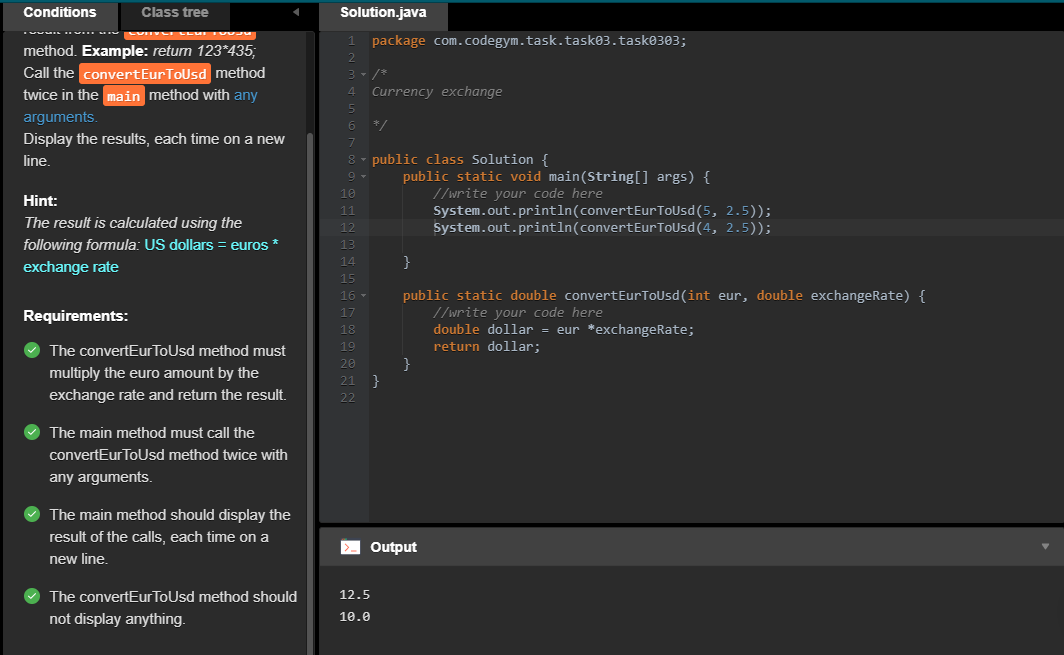 Conditions
Class tree
method. Example: return 123*435;
Call the convertEurToUsd method
twice in the main method with any
arguments.
Display the results, each time on a new
line.
Hint:
The result is calculated using the
following formula: US dollars = euros *
exchange rate
Requirements:
The convertEurToUsd method must
multiply the euro amount by the
exchange rate and return the result.
The main method must call the
convertEurToUsd method twice with
any arguments.
The main method should display the
result of the calls, each time on a
new line.
The convertEurToUsd method should
not display anything.
Solution.java
1 package com.codegym.task.task03.task0303;
2
3 /*
4 Currency exchange
5
6 */
7
8 public class Solution {
9 public static void main(String[] args) {
10 //write your code here
11 System.out.println(convertEurToUsd(5, 2.5));
12 System.out.println(convertEurToUsd(4, 2.5));
13
14 }
15
16 public static double convertEurToUsd(int eur, double exchangeRate) {
17 //write your code here
18 double dollar = eur *exchangeRate;
19 return dollar;
20 }
21 }
22
Output
12.5
10.0